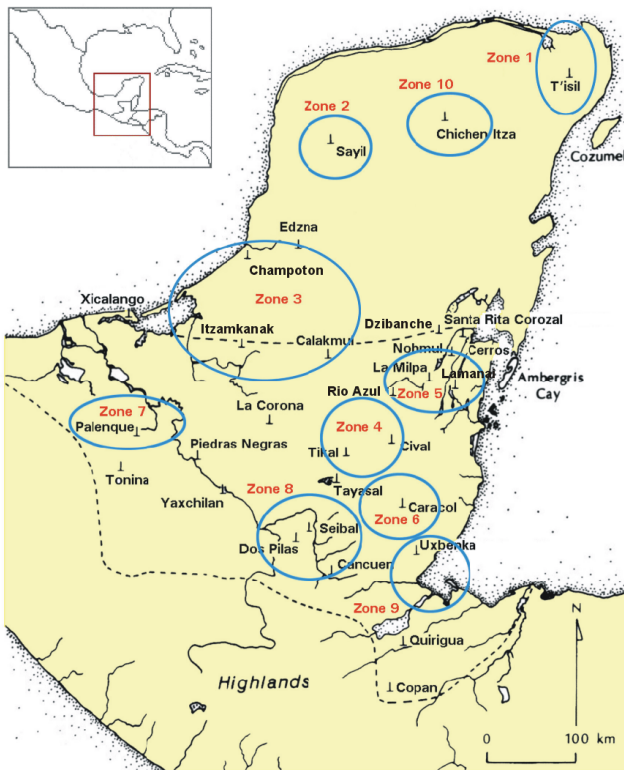 Zone 1
T'isil
Zone 10
Zone 2
Chichen Itza
Sayil
Cozumel
Edzna
Champoton
Zone 3
Xicalango
Itzamkanak
Dzibanche
Santa Rita Corozal
Calakmul
Nohmul
Cerros
La Milpa
Lamanai
Ambergris
Cay
Rio Azul
Zone 5
La Corona
Zone 7
Palenque
Zone 4
Piedras Negras
Tikal
Cival
Tonina
Tayasal
Zone 8
Yaxchilan
Caracol
Zone 6
Seibal
Dos Pilas
Uxbenka
Cancuen
Zone 9
N
Quirigua
Highlands
Copan
0 100 km